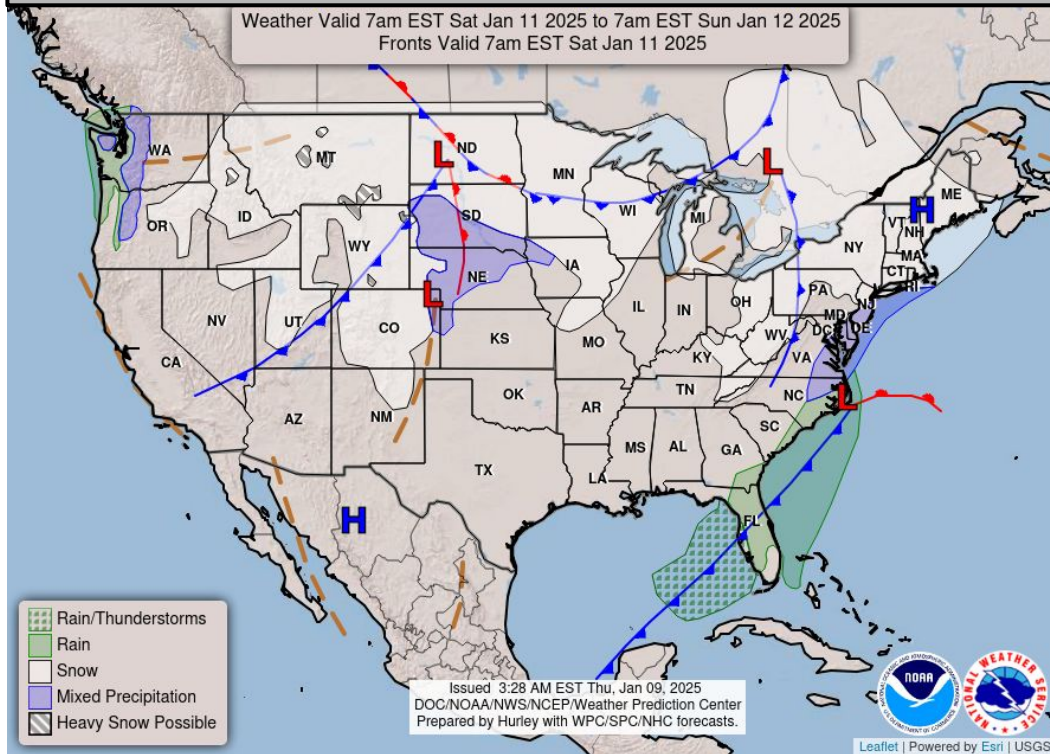 Weather Valid 7am EST Sat Jan 11 2025 to 7am EST Sun Jan 12 2025
Fronts Valid 7am EST Sat Jan 11 2025
WA
MT
ND
MN
L
L
ME
OR
ID
SD
WI
MI
VT
H
NH
WY
NY
MA
CT
RI
IA
NE
L
PA
NJ
NV
UT
CO
IL
IN
OH
MD
DE
DC
WV
KS
MO
VA
CA
KY
L
NC
AZ
NM
OK
AR
TN
SC
MS
AL
GA
TX
LA
H
FL
Rain/Thunderstorms
Rain
Snow
Mixed Precipitation
Heavy Snow Possible
Issued 3:28 AM EST Thu, Jan 09, 2025
DOC/NOAA/NWS/NCEP/Weather Prediction Center
Prepared by Hurley with WPC/SPC/NHC forecasts.
NOAA
NATIONAL WEATHER SERVICE
Leaflet | Powered by Esri | USGS